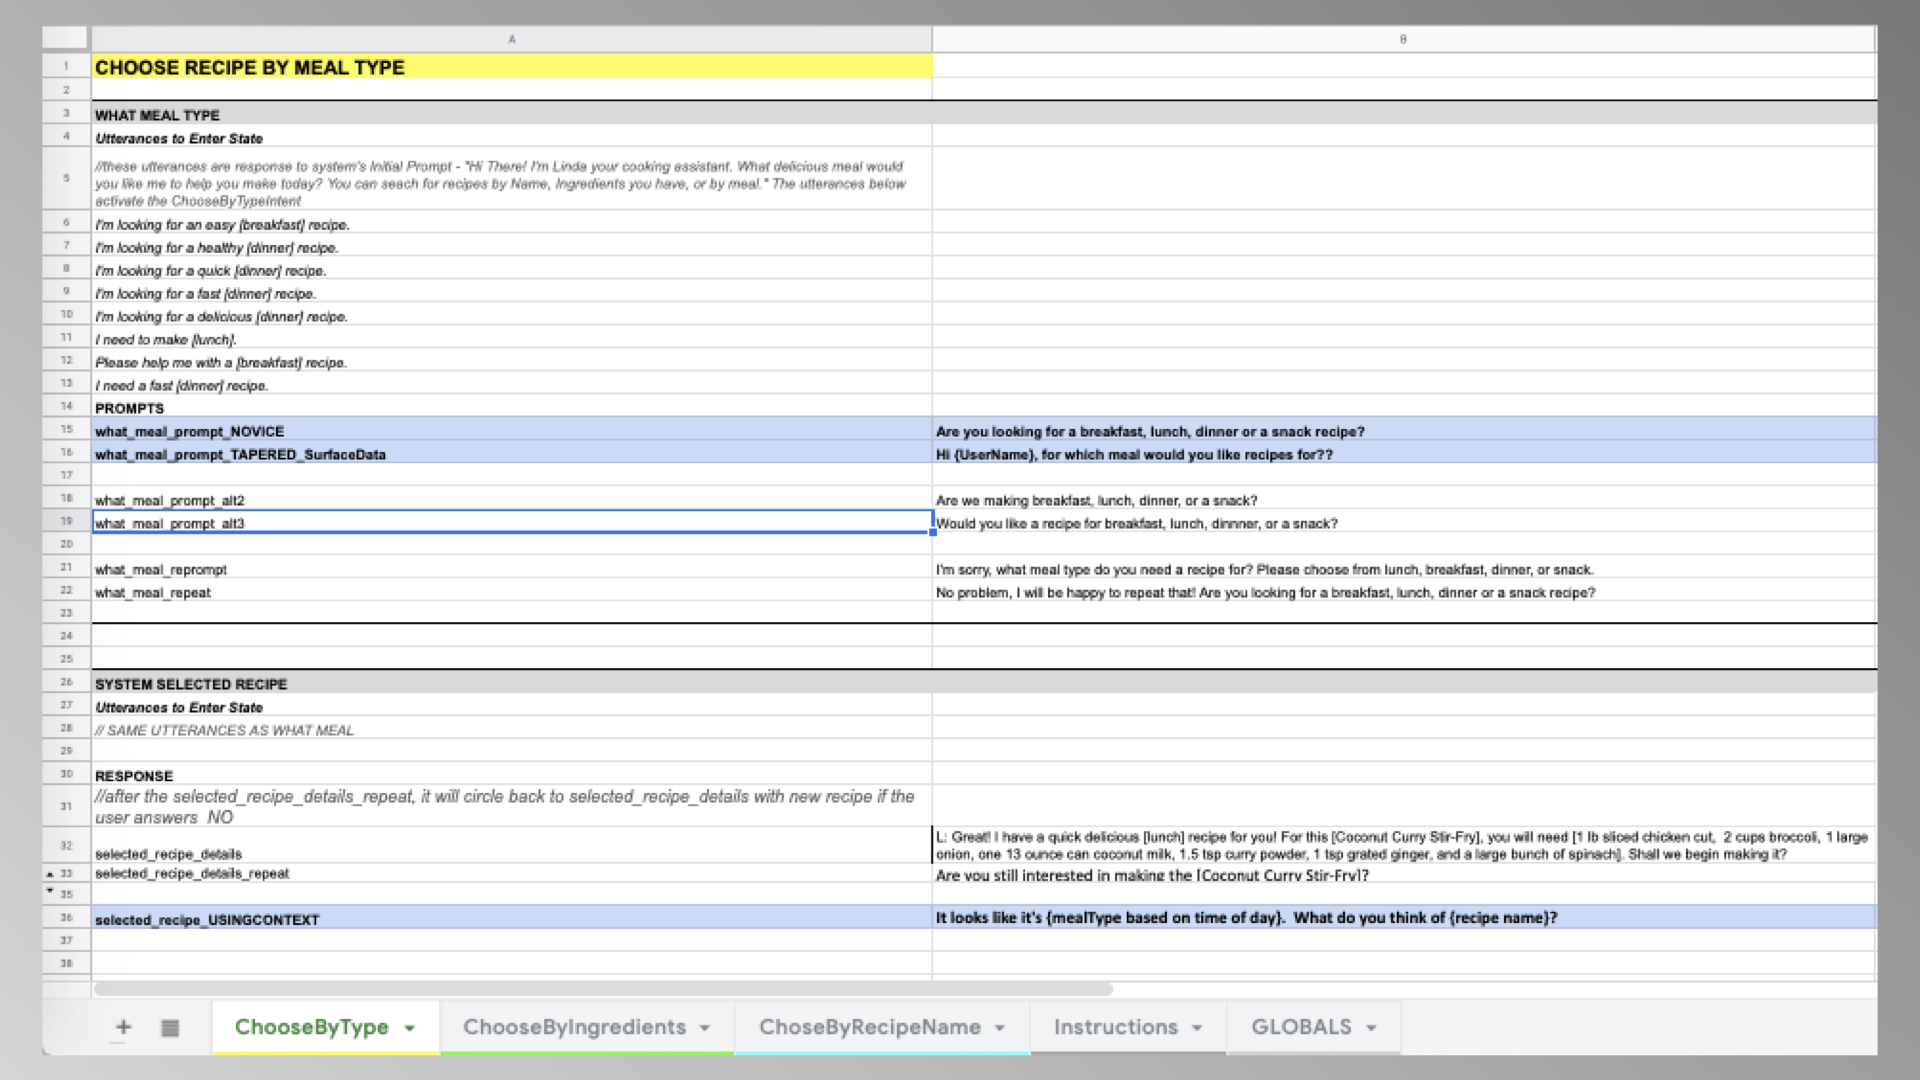 A B
1 CHOOSE RECIPE BY MEAL TYPE
2
3 WHAT MEAL TYPE
4 Utterances to Enter State
//these utterances are response to system's Initial Prompt - "Hi There! I'm Linda your cooking assistant. What delicious meal would
5 you like me to help you make today? You can seach for recipes by Name, Ingredients you have, or by meal." The utterances below
activate the ChooseByTypeIntent
6 I'm looking for an easy [breakfast] recipe.
7 I'm looking for a healthy [dinner] recipe.
8 I'm looking for a quick [dinner] recipe.
9 I'm looking for a fast [dinner] recipe.
10 I'm looking for a delicious [dinner] recipe.
11 I need to make [lunch].
12 Please help me with a [breakfast] recipe.
13 I need a fast [dinner] recipe.
14 PROMPTS
15 what_meal_prompt_NOVICE Are you looking for a breakfast, lunch, dinner or a snack recipe?
16 what_meal_prompt_TAPERED_SurfaceData Hi {UserName}, for which meal would you like recipes for??
17
18 what_meal_prompt_alt2 Are we making breakfast, lunch, dinner, or a snack?
19 what_meal_prompt_alt3 Would you like a recipe for breakfast, lunch, dinnner, or a snack?
20
21 what_meal_reprompt I'm sorry, what meal type do you need a recipe for? Please choose from lunch, breakfast, dinner, or snack.
22 what_meal_repeat No problem, I will be happy to repeat that! Are you looking for a breakfast, lunch, dinner or a snack recipe?
23
24
25
26 SYSTEM SELECTED RECIPE
27 Utterances to Enter State
28 // SAME UTTERANCES AS WHAT MEAL
29
30 RESPONSE
31 //after the selected_recipe_details_repeat, it will circle back to selected_recipe_details with new recipe if the
user answers NO
32 selected_recipe_details L: Great! I have a quick delicious [lunch] recipe for you! For this [Coconut Curry Stir-Fry], you will need [1 lb sliced chicken cut, 2 cups broccoli, 1 large
onion, one 13 ounce can coconut milk, 1.5 tsp curry powder, 1 tsp grated ginger, and a large bunch of spinach]. Shall we begin making it?
33 selected_recipe_details_repeat Are you still interested in making the [Coconut Curry Stir-Fry]?
35
36 selected_recipe_USINGCONTEXT It looks like it's {mealType based on time of day}. What do you think of {recipe name}?
37
38
+ ChooseByType ChooseByIngredients ChoseByRecipeName Instructions GLOBALS